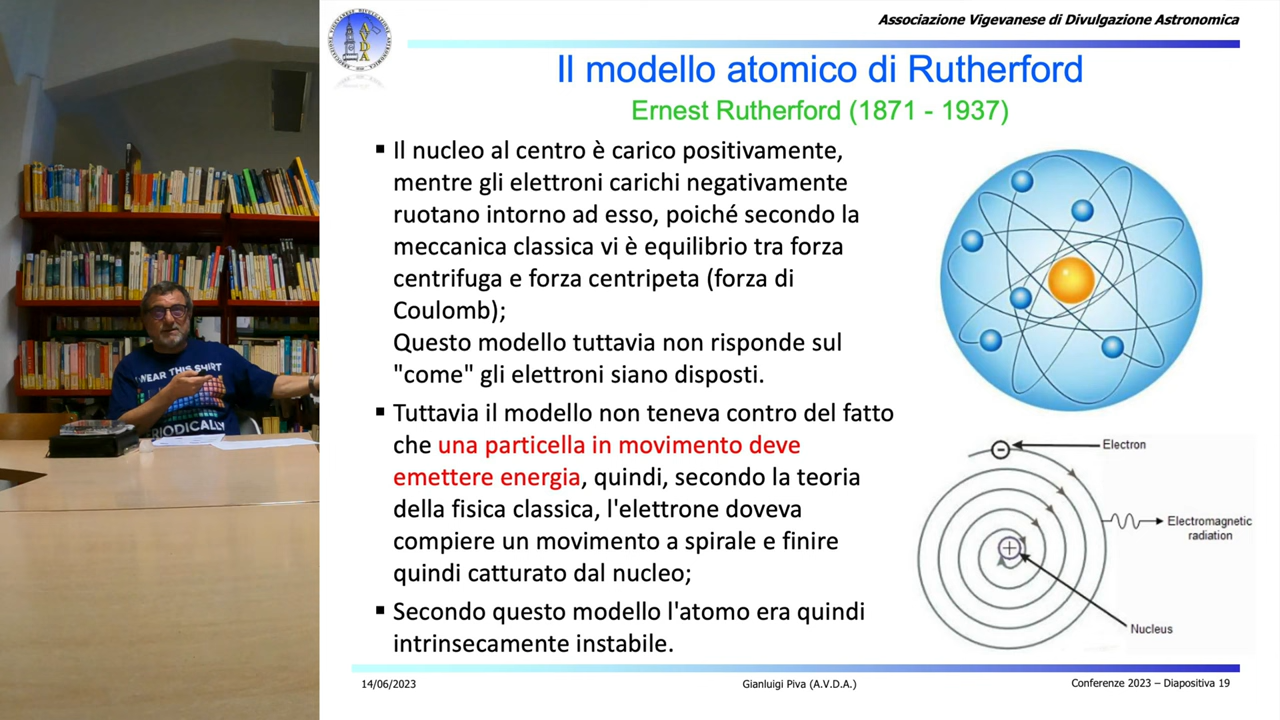 Associazione Vigevanese di Divulgazione Astronomica
A.V.D.A.
Il modello atomico di Rutherford
Ernest Rutherford (1871 - 1937)
▪ Il nucleo al centro è carico positivamente,
mentre gli elettroni carichi negativamente
ruotano intorno ad esso, poiché secondo la
meccanica classica vi è equilibrio tra forza
centrifuga e forza centripeta (forza di
Coulomb);
Questo modello tuttavia non risponde sul
"come" gli elettroni siano disposti.
▪ Tuttavia il modello non teneva contro del fatto
che una particella in movimento deve
emettere energia, quindi, secondo la teoria
della fisica classica, l'elettrone doveva
compiere un movimento a spirale e finire
quindi catturato dal nucleo;
▪ Secondo questo modello l'atomo era quindi
intrinsecamente instabile.
Electron
Electromagnetic
radiation
Nucleus
WEAR THIS SHIRT
RIODICALLY
14/06/2023
Gianluigi Piva (A.V.D.A.)
Conferenze 2023 – Diapositiva 19